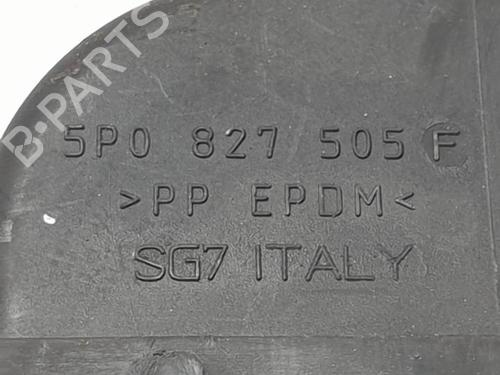 B-PARTS
5P0 827 505 F
>PP EPDM<
SG7 ITALY